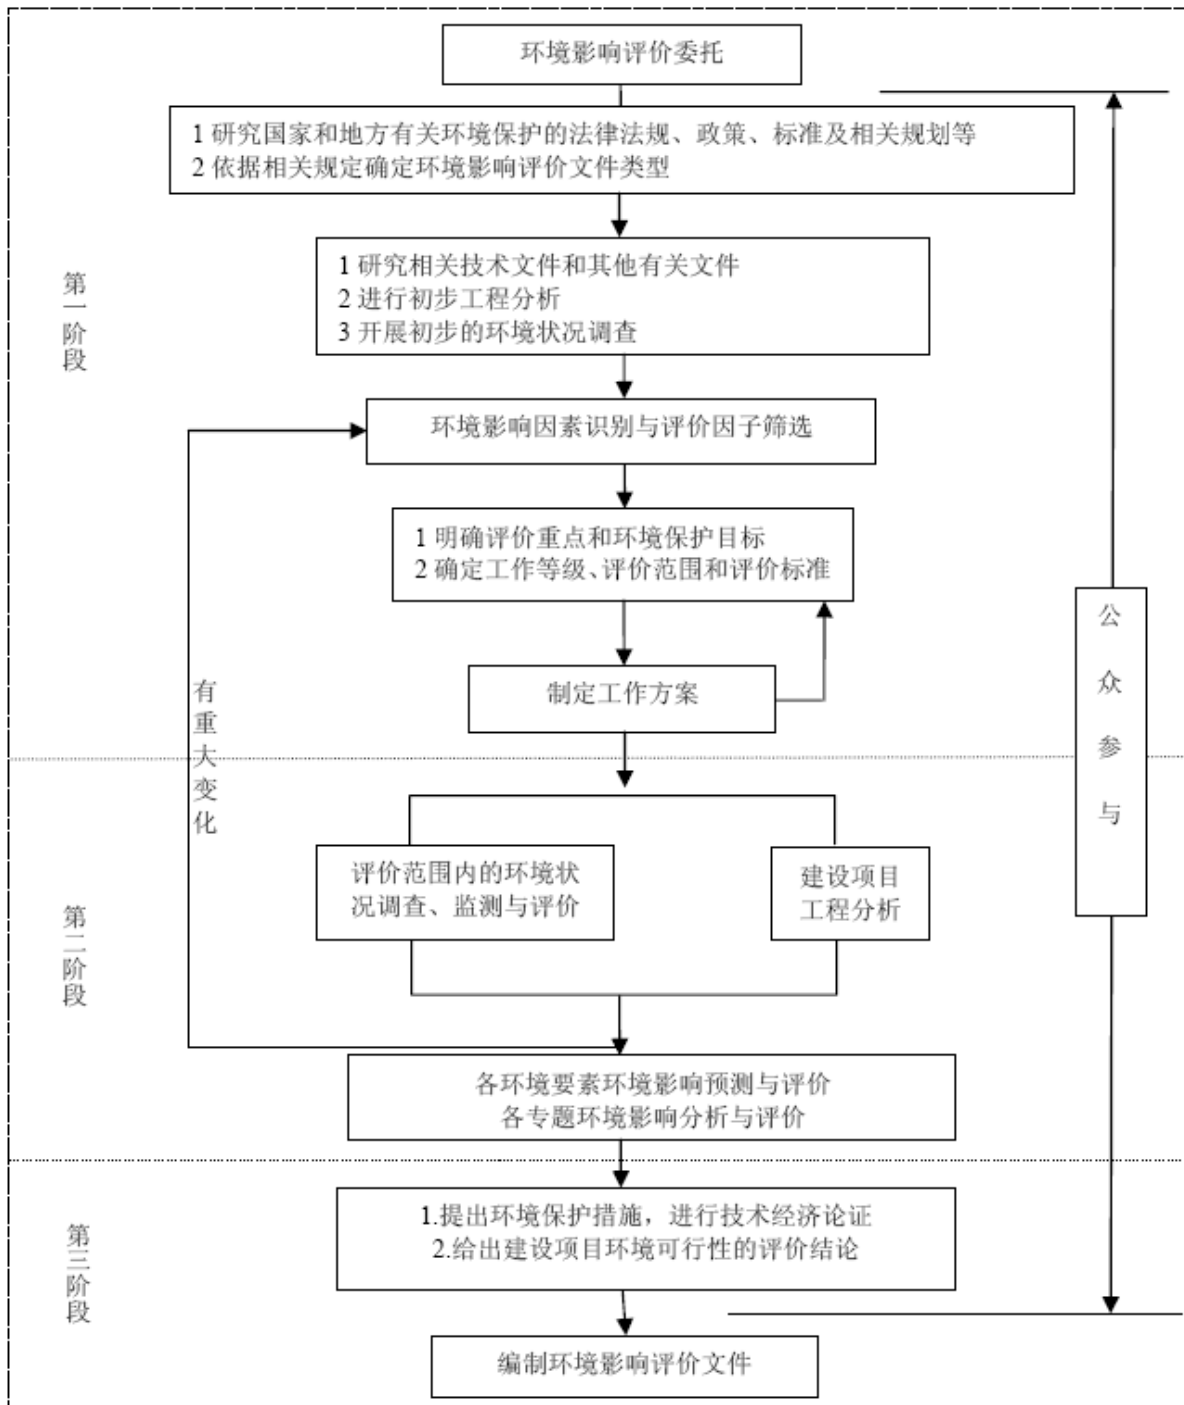 环境影响评价委托
1 研究国家和地方有关环境保护的法律法规、政策、标准及相关规划等
2 依据相关规定确定环境影响评价文件类型
1 研究相关技术文件和其他有关文件
2 进行初步工程分析
3 开展初步的环境状况调查
第一阶段
环境影响因素识别与评价因子筛选
1 明确评价重点和环境保护目标
2 确定工作等级、评价范围和评价标准
公众参与
制定工作方案
有重大变化
评价范围内的环境状
况调查、监测与评价
建设项目
工程分析
第二阶段
各环境要素环境影响预测与评价
各专题环境影响分析与评价
1.提出环境保护措施，进行技术经济论证
2.给出建设项目环境可行性的评价结论
第三阶段
编制环境影响评价文件